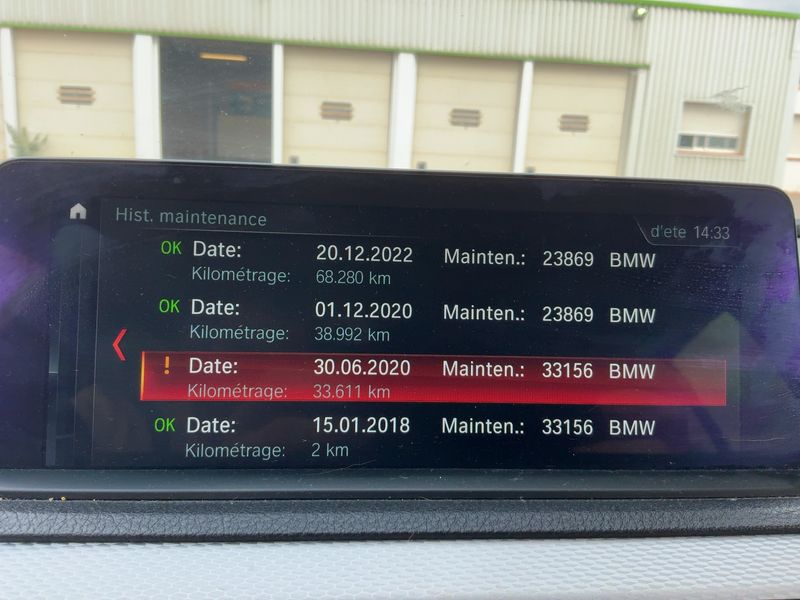 Hist. maintenance
d'ete 14:33
OK Date: 20.12.2022 Mainten.: 23869 BMW
Kilométrage: 68.280 km
OK Date: 01.12.2020 Mainten.: 23869 BMW
Kilométrage: 38.992 km
! Date: 30.06.2020 Mainten.: 33156 BMW
Kilométrage: 33.611 km
OK Date: 15.01.2018 Mainten.: 33156 BMW
Kilométrage: 2 km